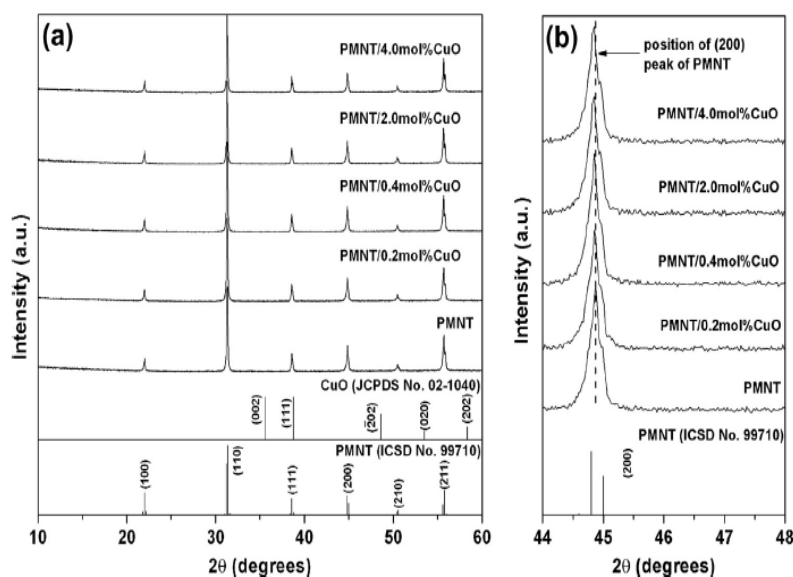 (a)
PMNT/4.0mol%CuO
PMNT/2.0mol%CuO
PMNT/0.4mol%CuO
PMNT/0.2mol%CuO
PMNT
CuO (JCPDS No. 02-1040)
(002)
(111)
(2̄02)
(020)
(202)
PMNT (ICSD No. 99710)
(100)
(110)
(111)
(200)
(210)
(211)
Intensity (a.u.)
10 20 30 40 50 60
2θ (degrees)
(b)
position of (200)
peak of PMNT
PMNT/4.0mol%CuO
PMNT/2.0mol%CuO
PMNT/0.4mol%CuO
PMNT/0.2mol%CuO
PMNT
PMNT (ICSD No. 99710)
(200)
Intensity (a.u.)
44 45 46 47 48
2θ (degrees)